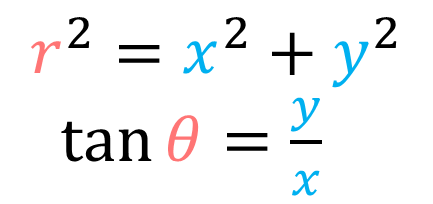 r² = x² + y²
tan θ = y/x